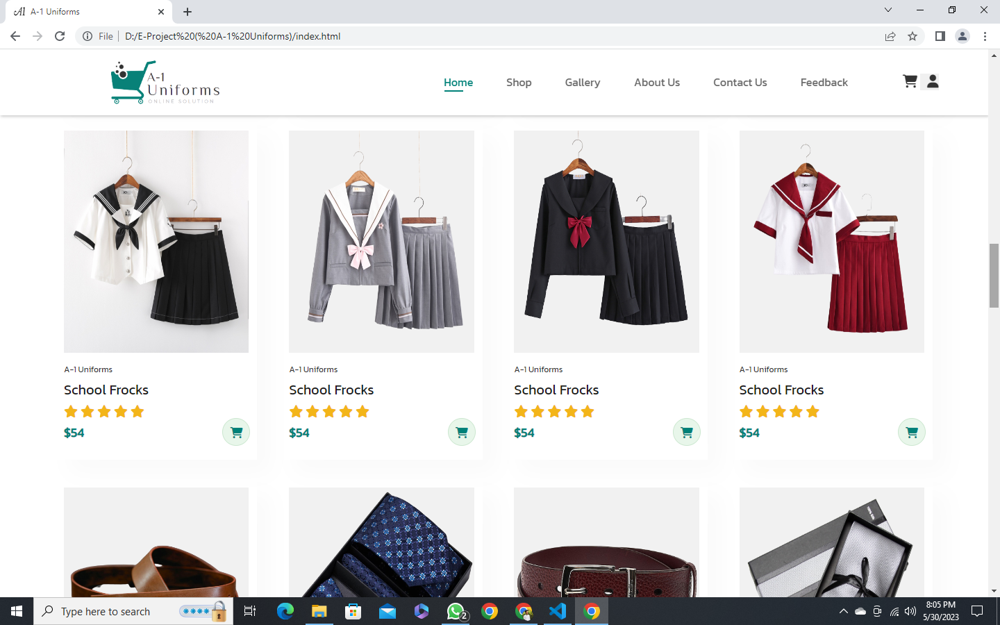 A-1 Uniforms
File
D:/E-Project%20(%20A-1%20Uniforms)/index.html
A-1
Uniforms
ONLINE SOLUTION
Home
Shop
Gallery
About Us
Contact Us
Feedback
A-1 Uniforms
School Frocks
$54
A-1 Uniforms
School Frocks
$54
A-1 Uniforms
School Frocks
$54
A-1 Uniforms
School Frocks
$54
Type here to search
2
8:05 PM
5/30/2023